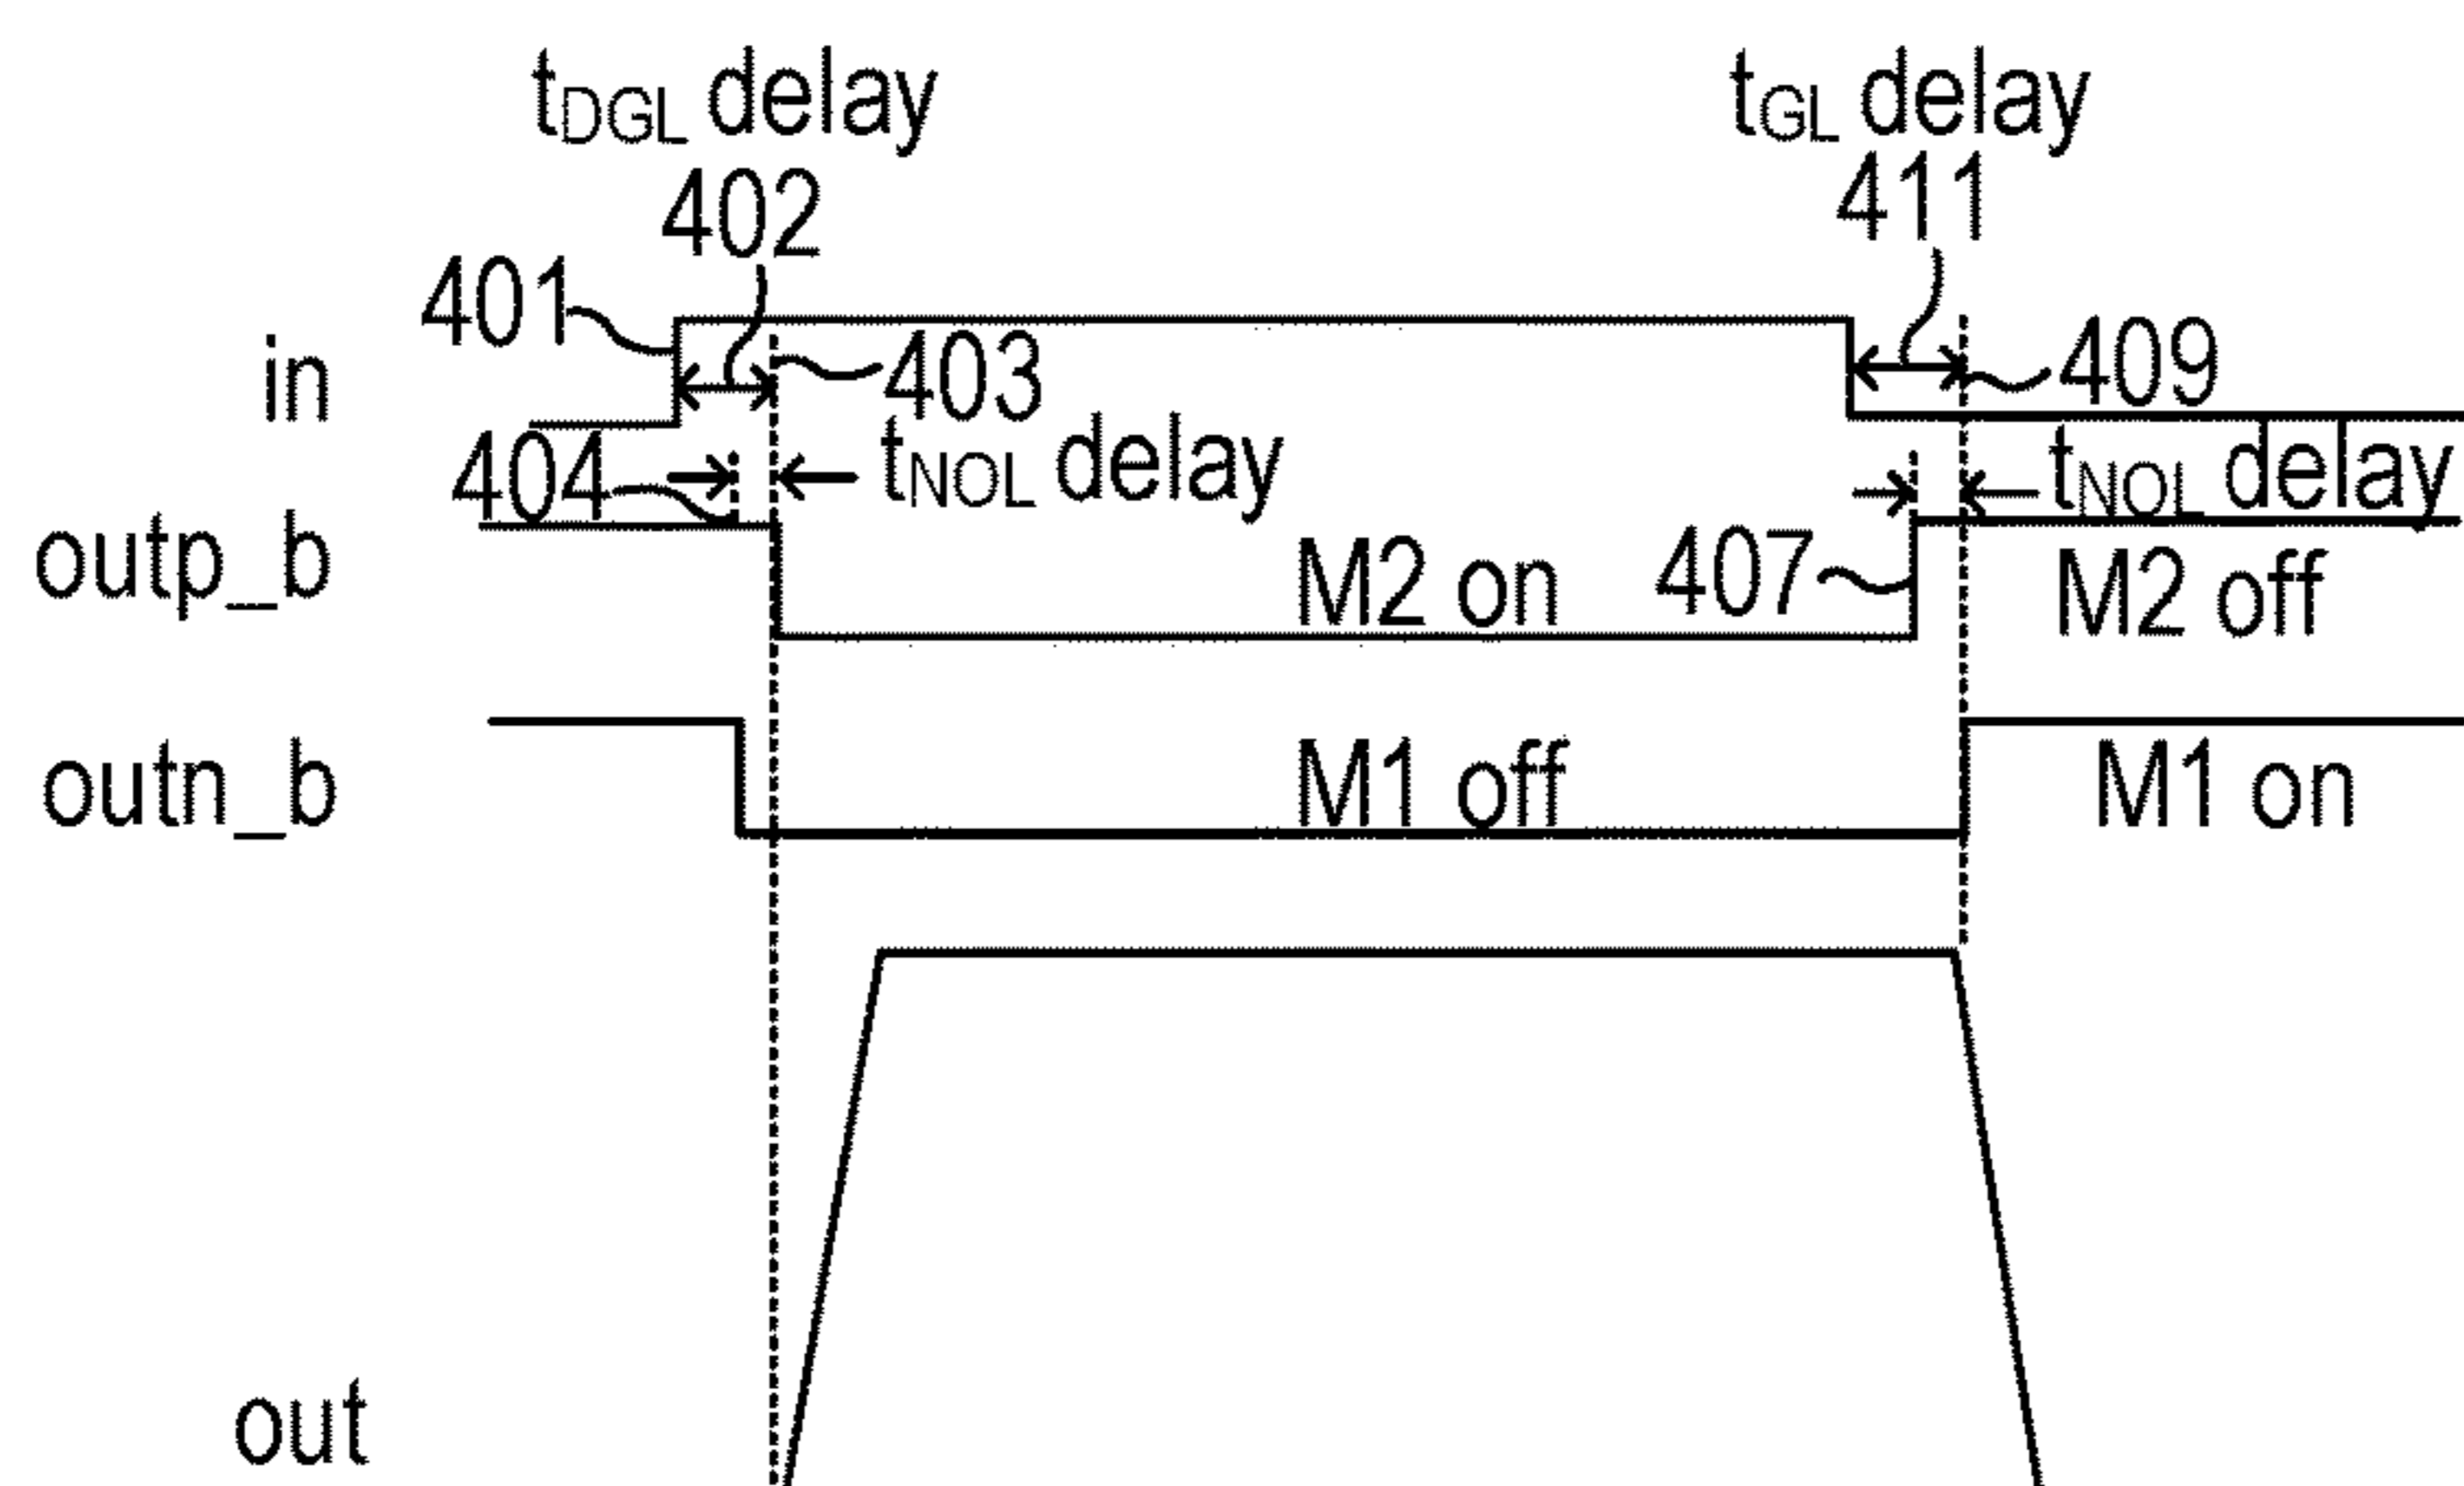 tDGL delay
402
tGL delay
411
401
in
403
409
404
tNOL delay
tNOL delay
outp_b
M2 on
407
M2 off
outn_b
M1 off
M1 on
out